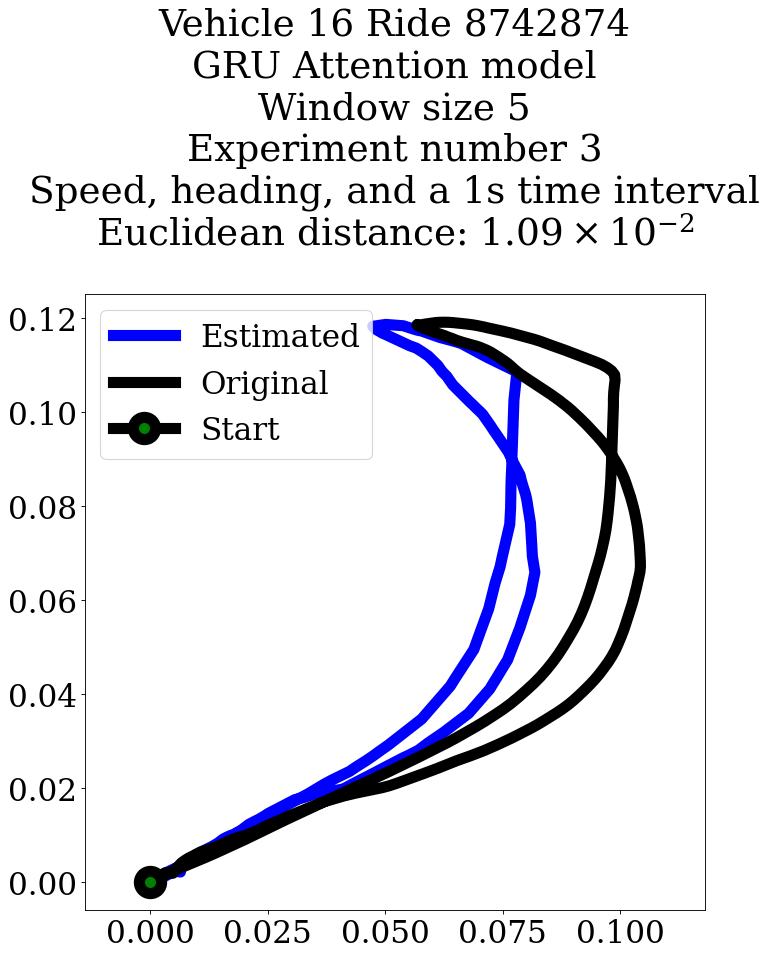 Vehicle 16 Ride 8742874
GRU Attention model
Window size 5
Experiment number 3
Speed, heading, and a 1s time interval
Euclidean distance: 1.09 × 10⁻²
Estimated
Original
Start
0.12
0.10
0.08
0.06
0.04
0.02
0.00
0.000 0.025 0.050 0.075 0.100